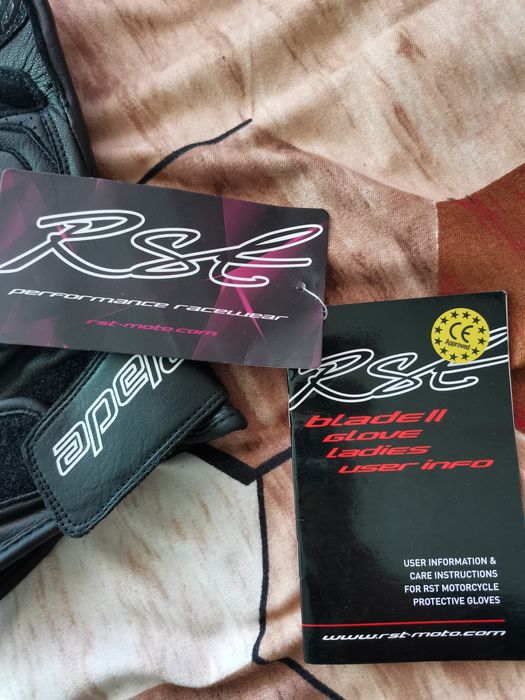 RSt
performance racewear
rst-moto.com
blade
CE
Approved
RSt
blade II
GLOVE
ladies
user info
USER INFORMATION &
CARE INSTRUCTIONS
FOR RST MOTORCYCLE
PROTECTIVE GLOVES
www.rst-moto.com